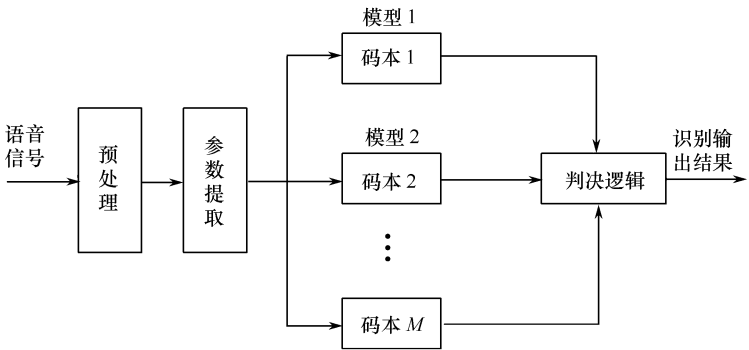 模型 1
码本 1
语音
信号
预处理
参数提取
模型 2
码本 2
判决逻辑
识别输
出结果
码本 M